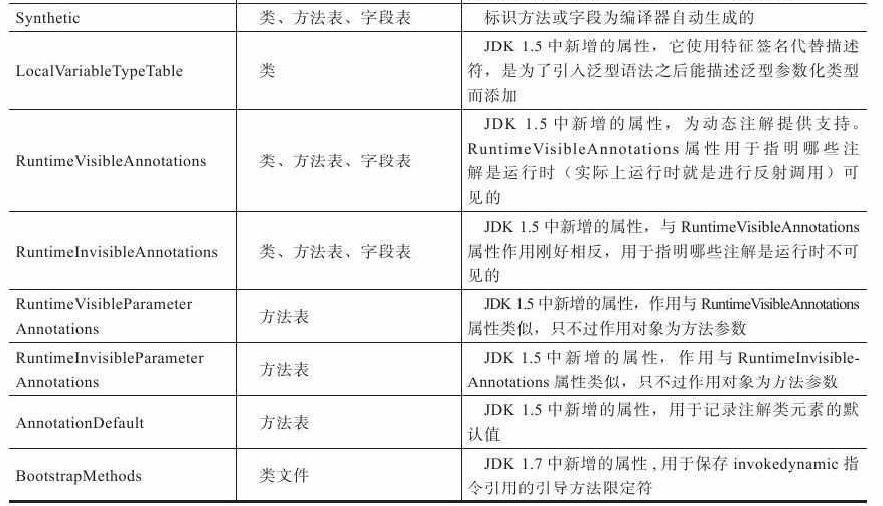 Synthetic 类、方法表、字段表 标识方法或字段为编译器自动生成的
JDK 1.5 中新增的属性，它使用特征签名代替描述
LocalVariableTypeTable 类 符，是为了引入泛型语法之后能描述泛型参数化类型
而添加
JDK 1.5 中新增的属性，为动态注解提供支持。
RuntimeVisibleAnnotations 类、方法表、字段表 RuntimeVisibleAnnotations 属性用于指明哪些注
解是运行时（实际上运行时就是进行反射调用）可
见的
JDK 1.5 中新增的属性，与 RuntimeVisibleAnnotations
RuntimeInvisibleAnnotations 类、方法表、字段表 属性作用刚好相反，用于指明哪些注解是运行时不可
见的
RuntimeVisibleParameter
Annotations
方法表
JDK 1.5 中新增的属性，作用与 RuntimeVisibleAnnotations
属性类似，只不过作用对象为方法参数
RuntimeInvisibleParameter
Annotations
方法表
JDK 1.5 中新增的属性，作用与 RuntimeInvisible-
Annotations 属性类似，只不过作用对象为方法参数
AnnotationDefault 方法表
JDK 1.5 中新增的属性，用于记录注解类元素的默
认值
BootstrapMethods 类文件
JDK 1.7 中新增的属性 , 用于保存 invokedynamic 指
令引用的引导方法限定符